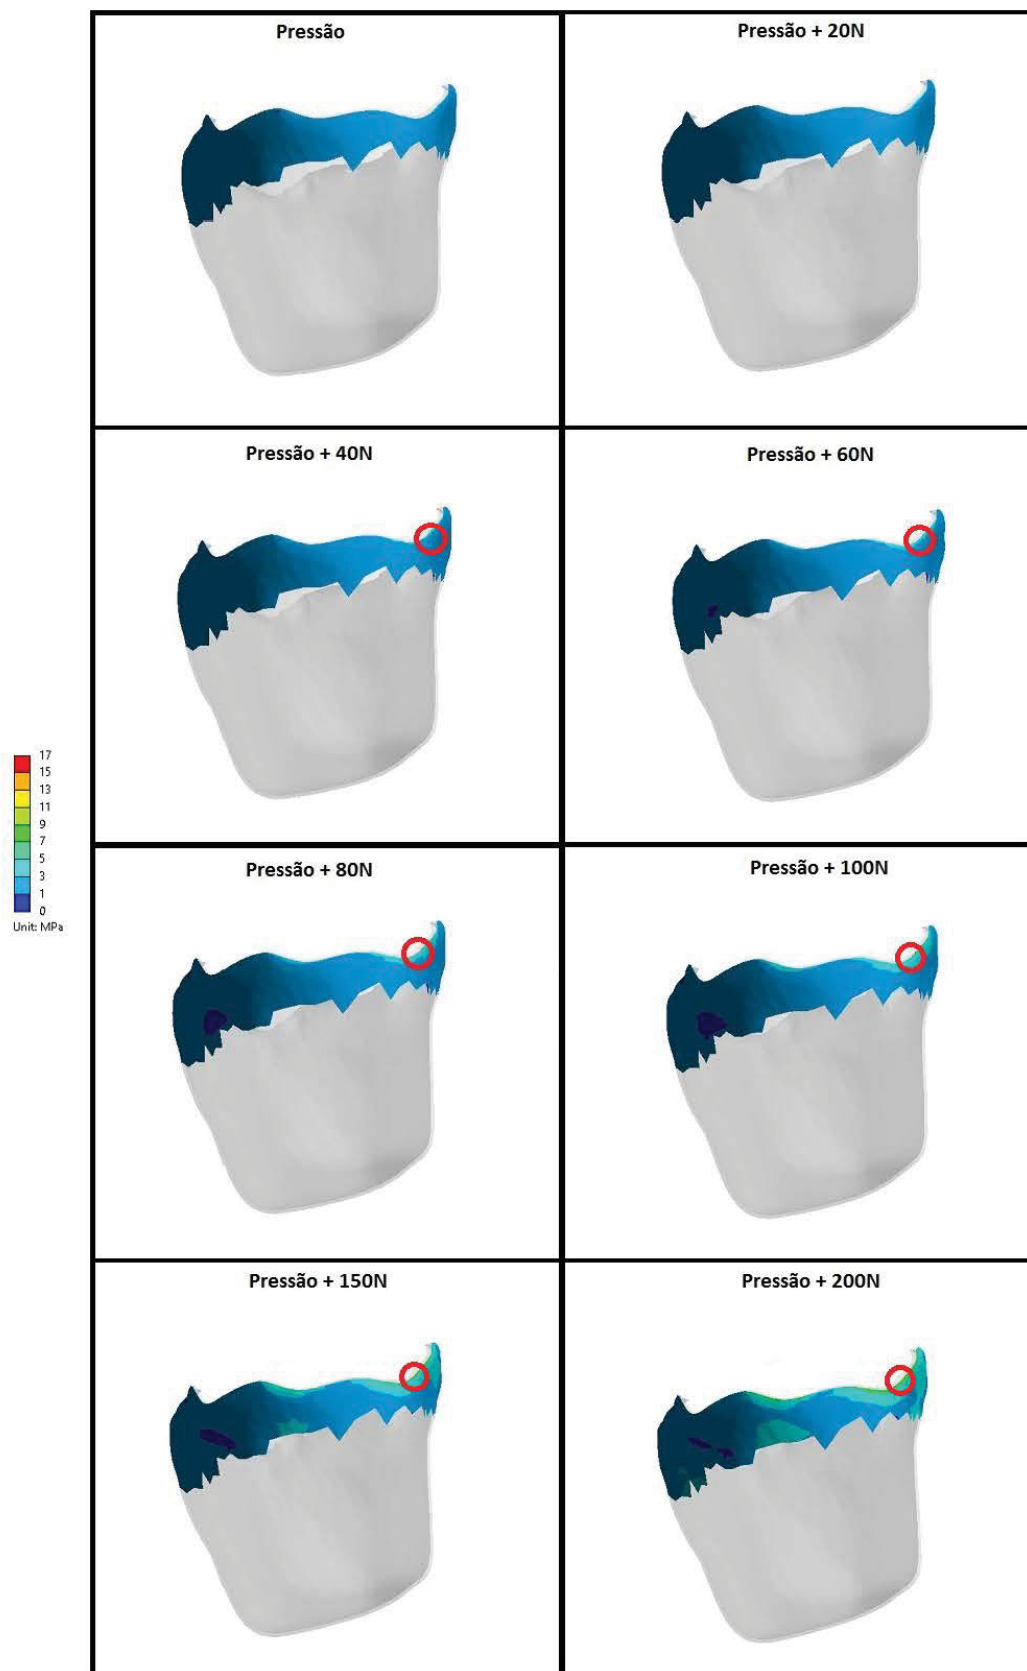 Pressão
Pressão + 20N
Pressão + 40N
Pressão + 60N
17
15
13
11
9
7
5
3
1
0
Unit: MPa
Pressão + 80N
Pressão + 100N
Pressão + 150N
Pressão + 200N